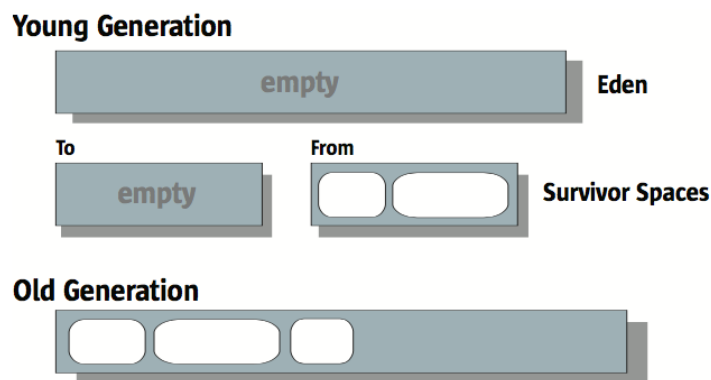 Young Generation
empty
Eden
To
From
empty
Survivor Spaces
Old Generation